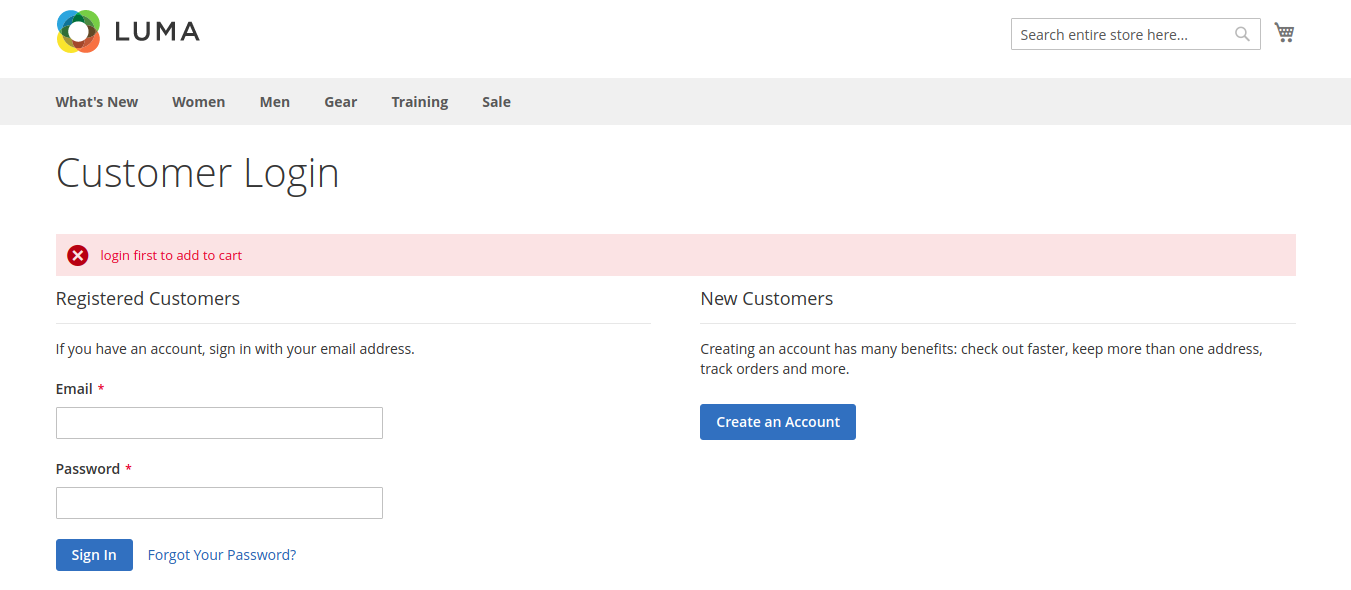 LUMA
Search entire store here...
What's New Women Men Gear Training Sale
Customer Login
login first to add to cart
Registered Customers
If you have an account, sign in with your email address.
Email *
Password *
Sign In Forgot Your Password?
New Customers
Creating an account has many benefits: check out faster, keep more than one address,
track orders and more.
Create an Account